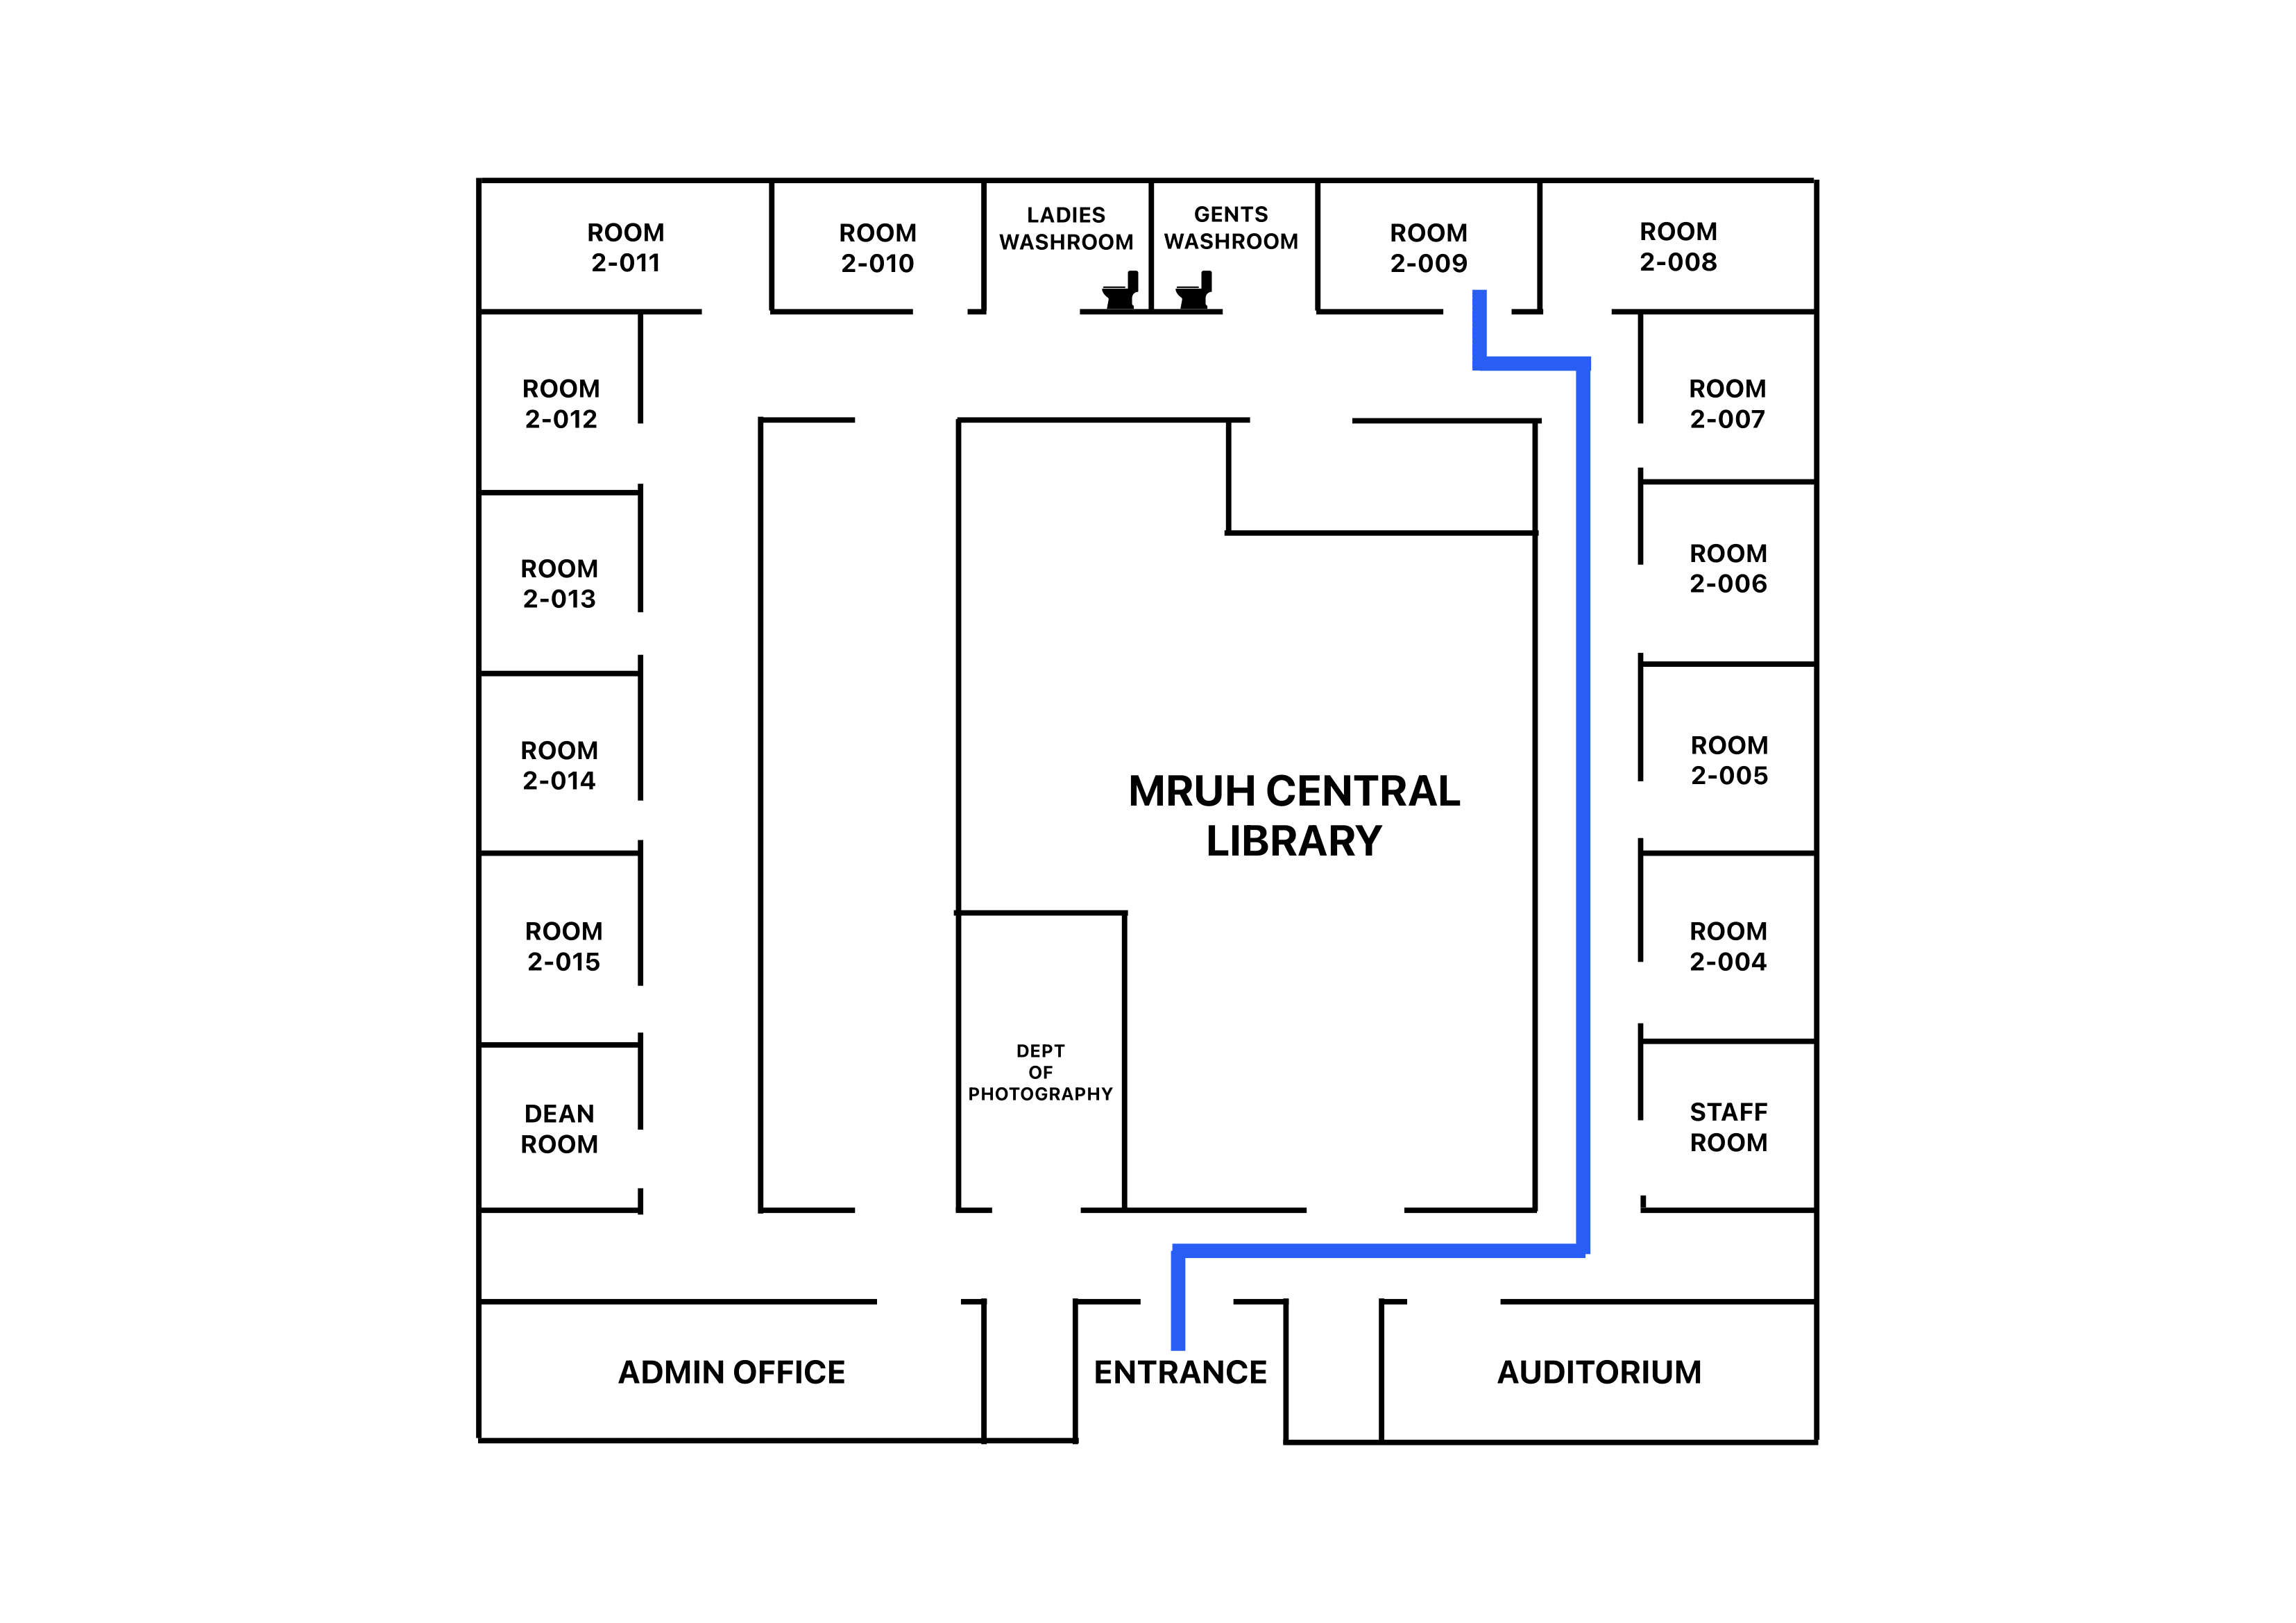 ROOM
2-011
ROOM
2-010
LADIES
WASHROOM
GENTS
WASHROOM
ROOM
2-009
ROOM
2-008
ROOM
2-012
ROOM
2-007
ROOM
2-013
ROOM
2-006
ROOM
2-014
MRUH CENTRAL
LIBRARY
ROOM
2-005
ROOM
2-015
ROOM
2-004
DEPT
OF
PHOTOGRAPHY
DEAN
ROOM
STAFF
ROOM
ADMIN OFFICE
ENTRANCE
AUDITORIUM